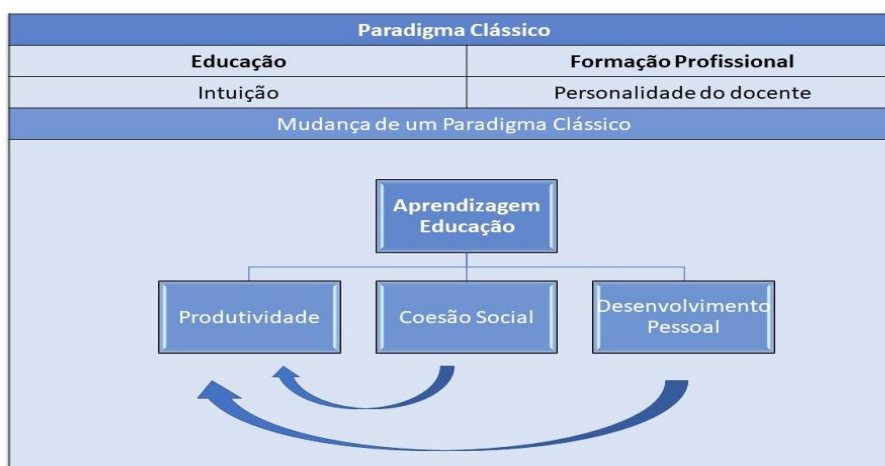 Paradigma Clássico
Educação
Formação Profissional
Intuição
Personalidade do docente
Mudança de um Paradigma Clássico
Aprendizagem
Educação
Produtividade
Coesão Social
Desenvolvimento
Pessoal